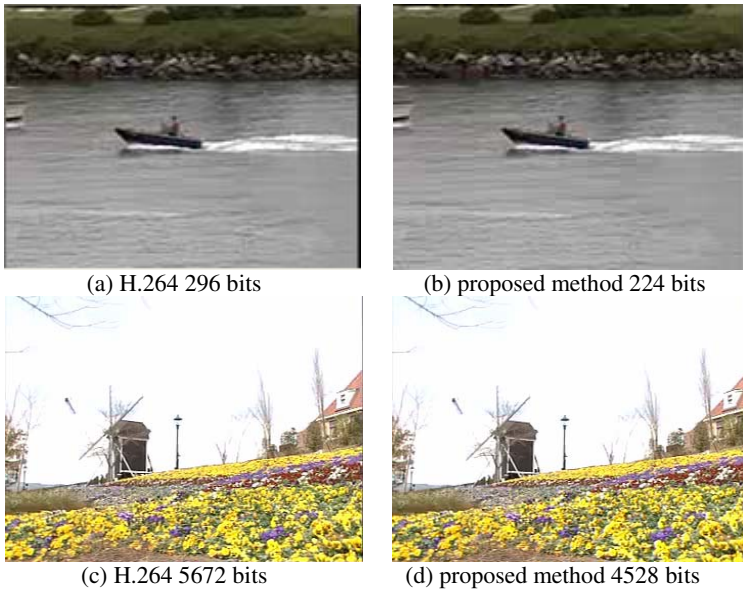 (a) H.264 296 bits
(b) proposed method 224 bits
(c) H.264 5672 bits
(d) proposed method 4528 bits